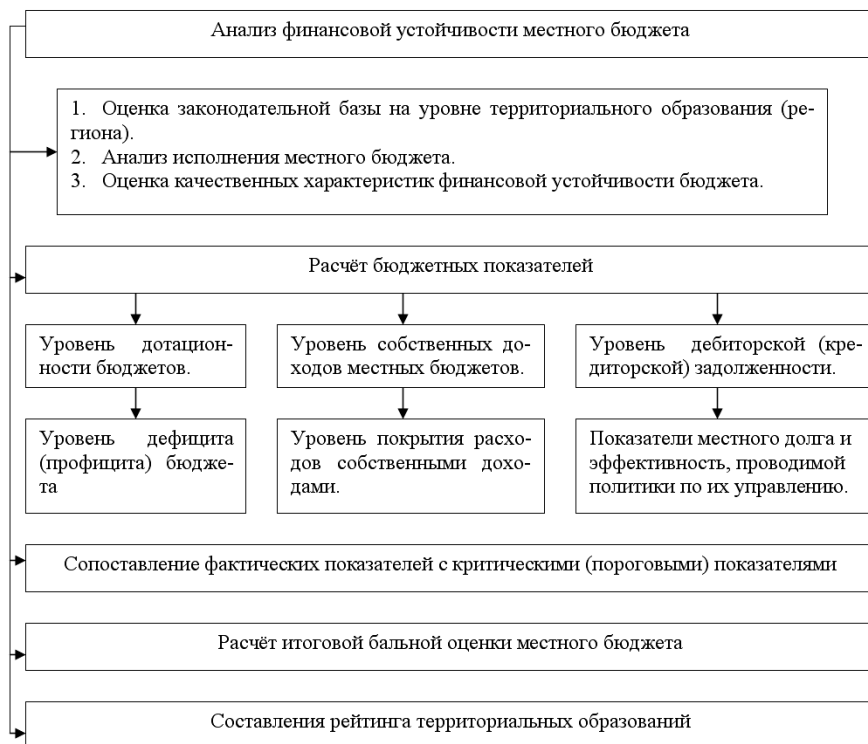 Анализ финансовой устойчивости местного бюджета
1. Оценка законодательной базы на уровне территориального образования (ре-
гиона).
2. Анализ исполнения местного бюджета.
3. Оценка качественных характеристик финансовой устойчивости бюджета.
Расчёт бюджетных показателей
Уровень дотацион-
ности бюджетов.
Уровень собственных до-
ходов местных бюджетов.
Уровень дебиторской (кре-
диторской) задолженности.
Уровень дефицита
(профицита) бюдже-
та
Уровень покрытия расхо-
дов собственными дохо-
дами.
Показатели местного долга и
эффективность, проводимой
политики по их управлению.
Сопоставление фактических показателей с критическими (пороговыми) показателями
Расчёт итоговой бальной оценки местного бюджета
Составления рейтинга территориальных образований